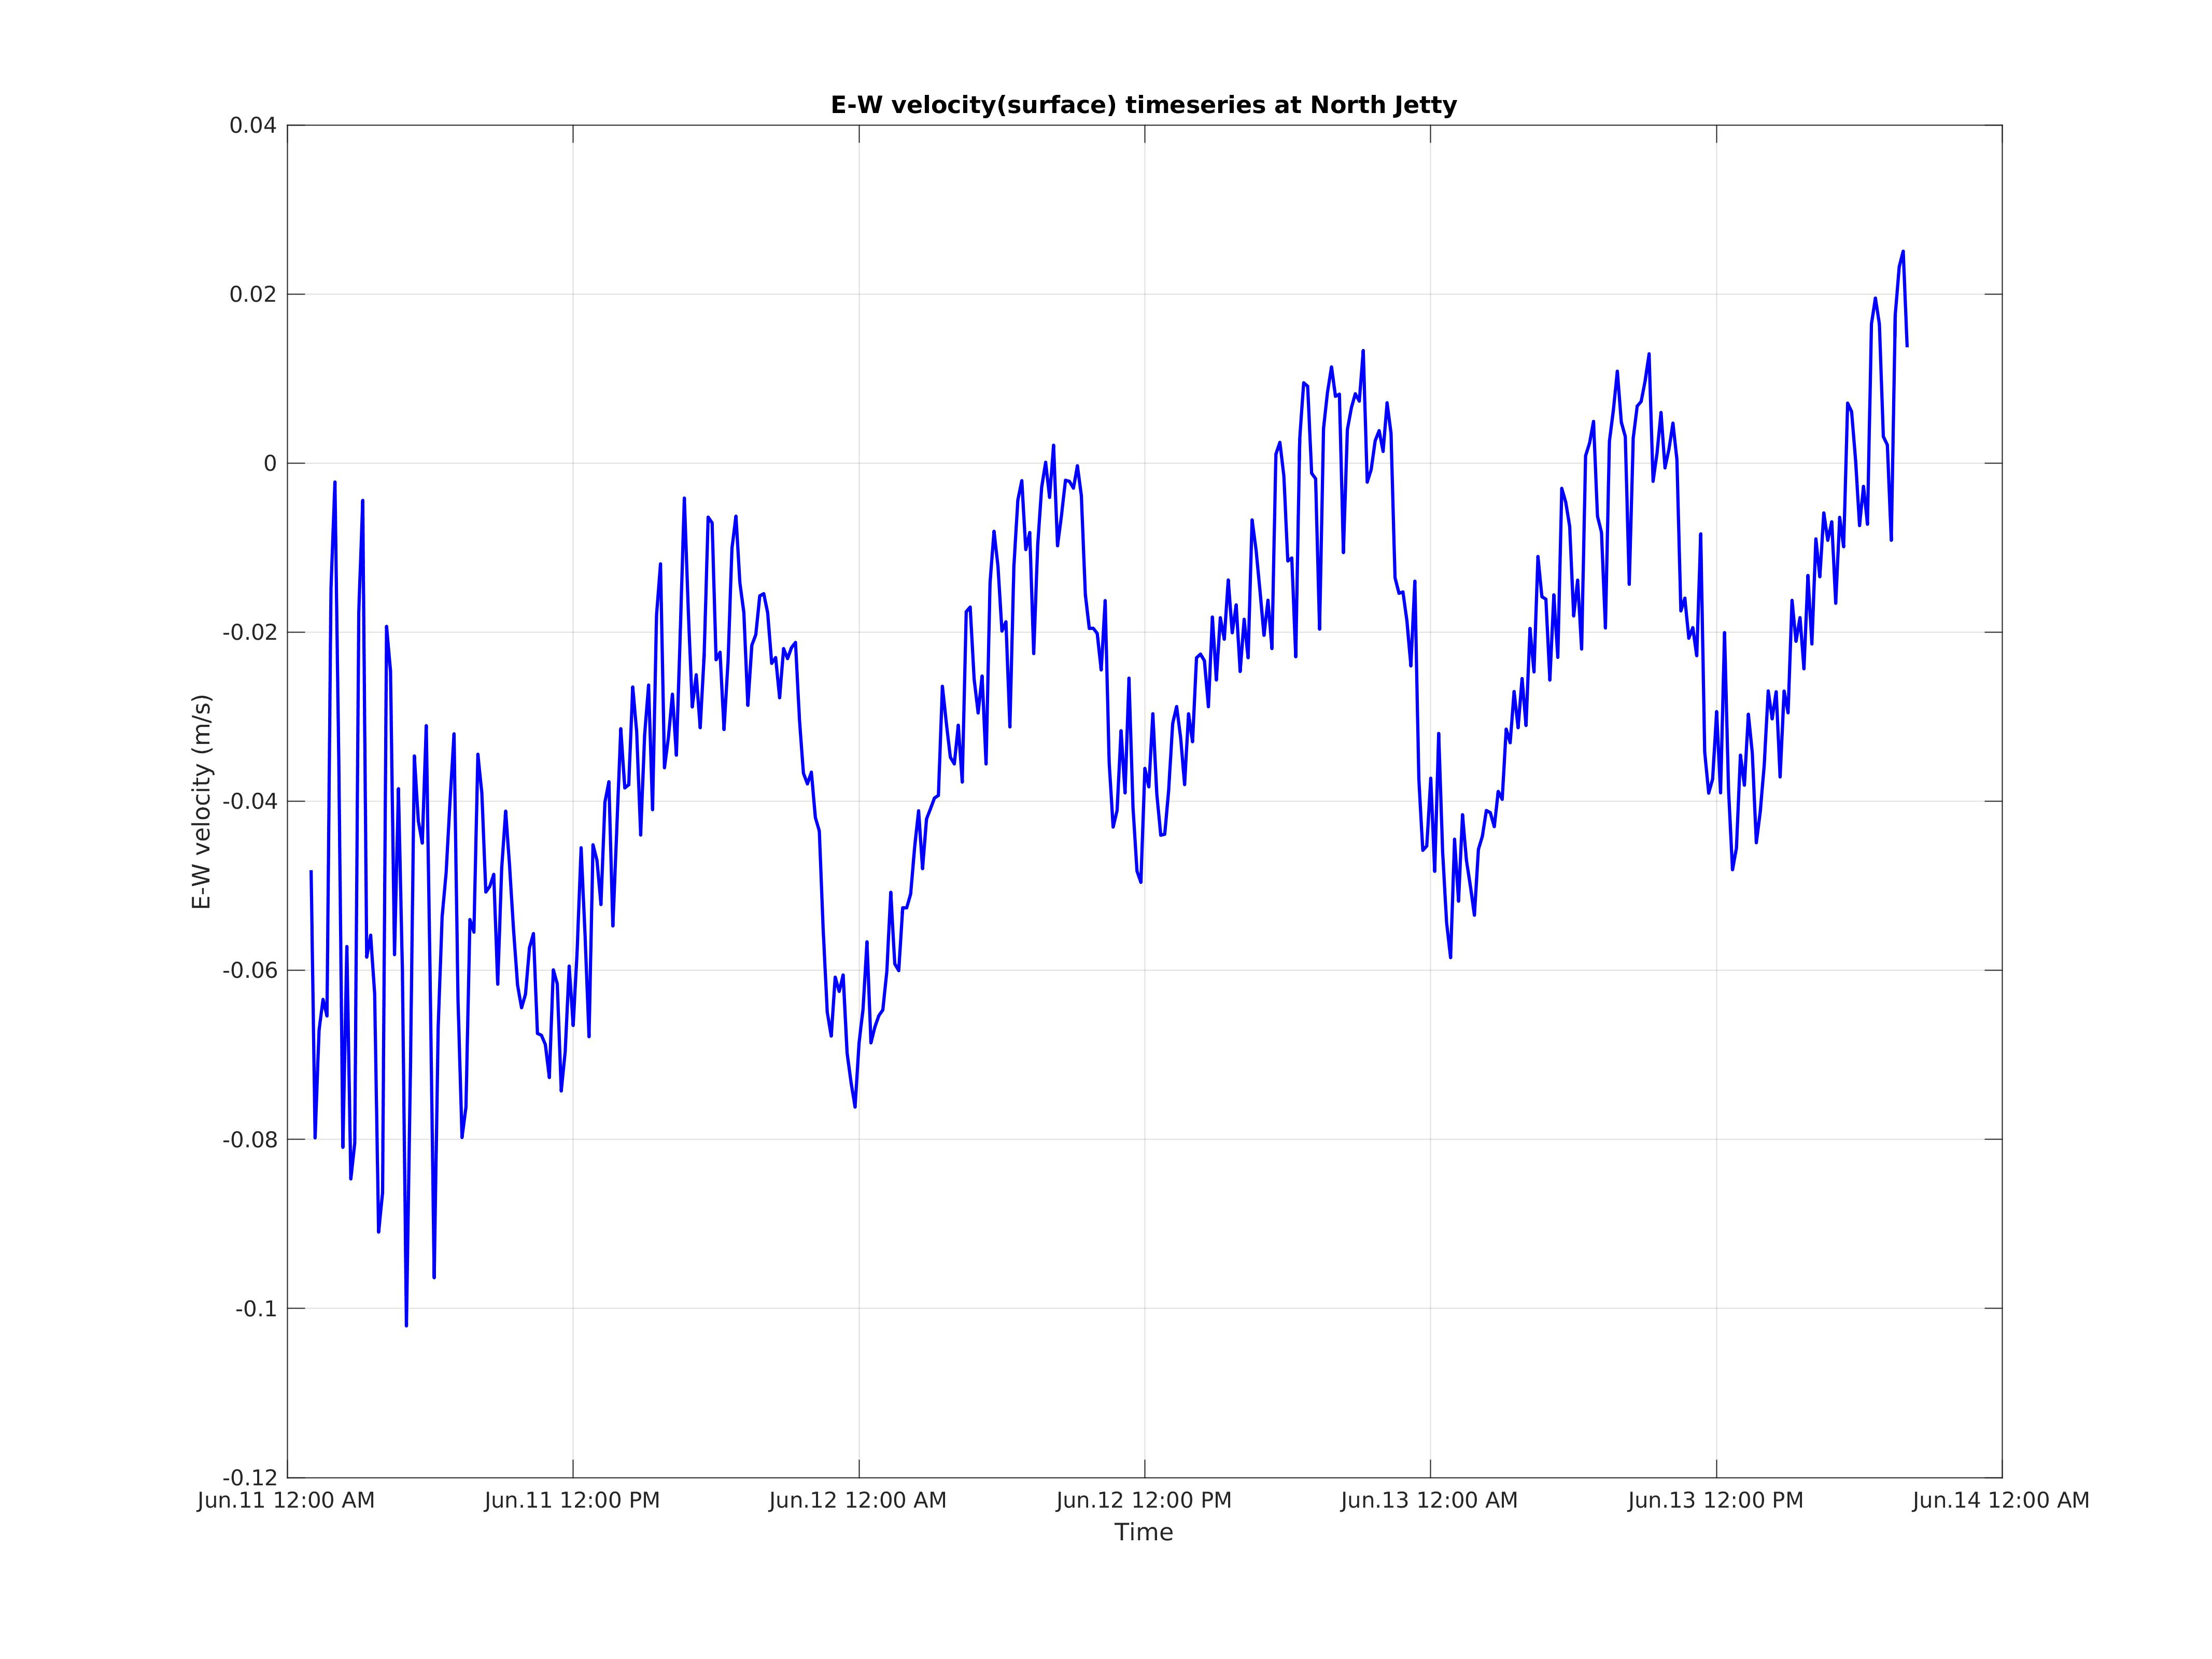 E-W velocity(surface) timeseries at North Jetty
0.04
0.02
0
-0.02
-0.04
-0.06
-0.08
-0.1
-0.12
E-W velocity (m/s)
Jun.11 12:00 AM Jun.11 12:00 PM Jun.12 12:00 AM Jun.12 12:00 PM Jun.13 12:00 AM Jun.13 12:00 PM Jun.14 12:00 AM
Time